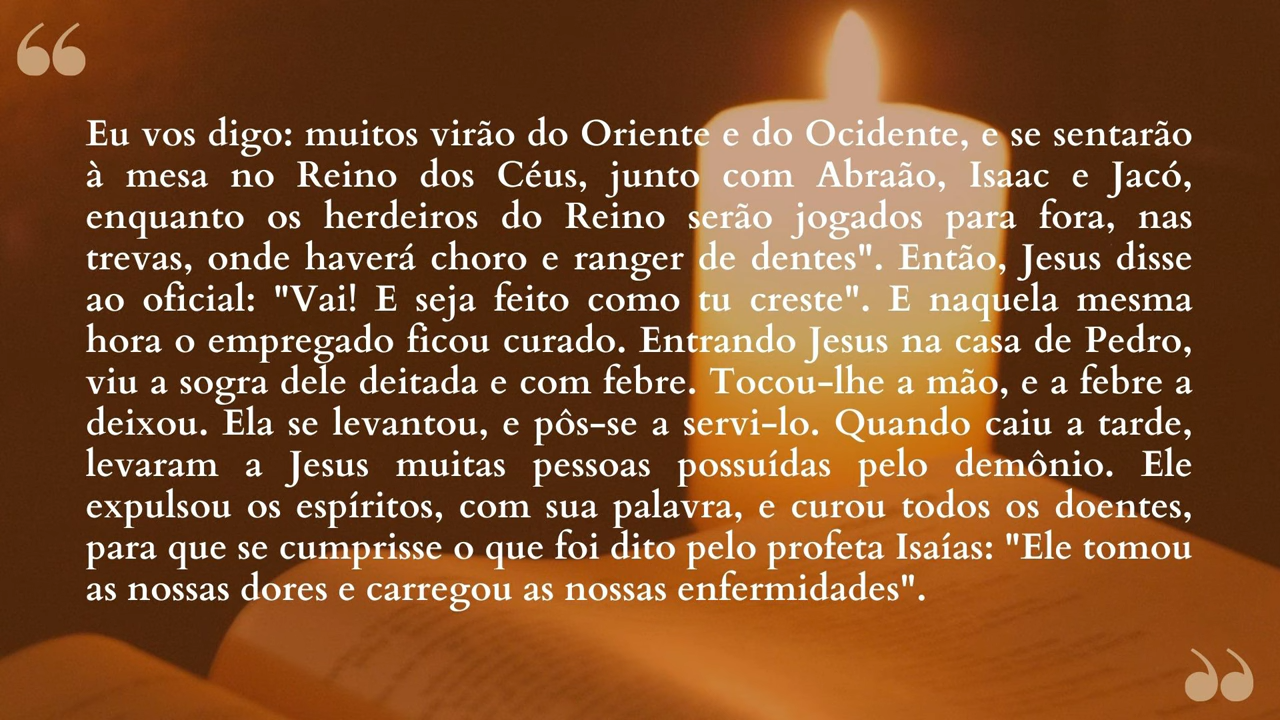 Eu vos digo: muitos virão do Oriente e do Ocidente, e se sentarão
à mesa no Reino dos Céus, junto com Abraão, Isaac e Jacó,
enquanto os herdeiros do Reino serão jogados para fora, nas
trevas, onde haverá choro e ranger de dentes". Então, Jesus disse
ao oficial: "Vai! E seja feito como tu creste". E naquela mesma
hora o empregado ficou curado. Entrando Jesus na casa de Pedro,
viu a sogra dele deitada e com febre. Tocou-lhe a mão, e a febre a
deixou. Ela se levantou, e pôs-se a servi-lo. Quando caiu a tarde,
levaram a Jesus muitas pessoas possuídas pelo demônio. Ele
expulsou os espíritos, com sua palavra, e curou todos os doentes,
para que se cumprisse o que foi dito pelo profeta Isaías: "Ele tomou
as nossas dores e carregou as nossas enfermidades".